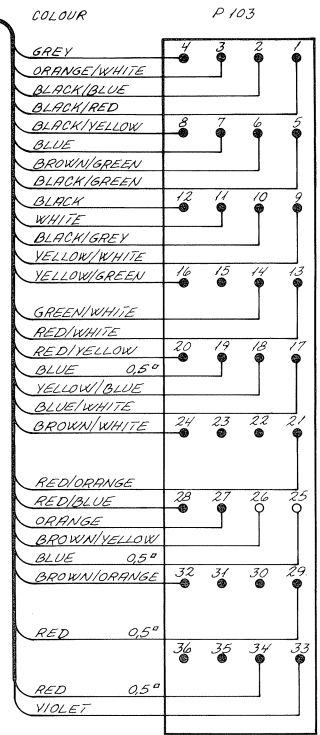 COLOUR P 103
GREY 4 3 2 1
ORANGE/WHITE
BLACK/BLUE
BLACK/RED
BLACK/YELLOW 8 7 6 5
BLUE
BROWN/GREEN
BLACK/GREEN
BLACK 12 11 10 9
WHITE
BLACK/GREY
YELLOW/WHITE
YELLOW/GREEN 16 15 14 13
GREEN/WHITE
RED/WHITE
RED/YELLOW 20 19 18 17
BLUE 0,5¤
YELLOW/BLUE
BLUE/WHITE
BROWN/WHITE 24 23 22 21
RED/ORANGE
RED/BLUE 28 27 26 25
ORANGE
BROWN/YELLOW
BLUE 0,5¤
BROWN/ORANGE 32 31 30 29
RED 0,5¤
36 35 34 33
RED 0,5¤
VIOLET